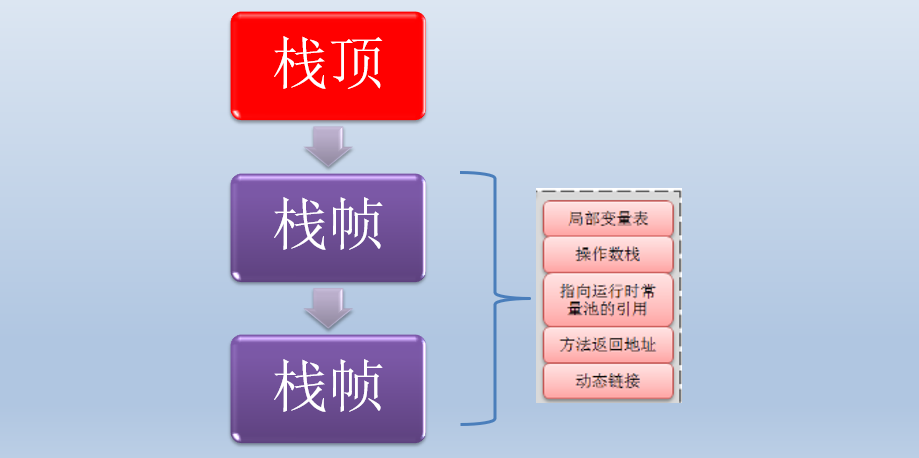 栈顶
栈帧
栈帧
局部变量表
操作数栈
指向运行时常
量池的引用
方法返回地址
动态链接